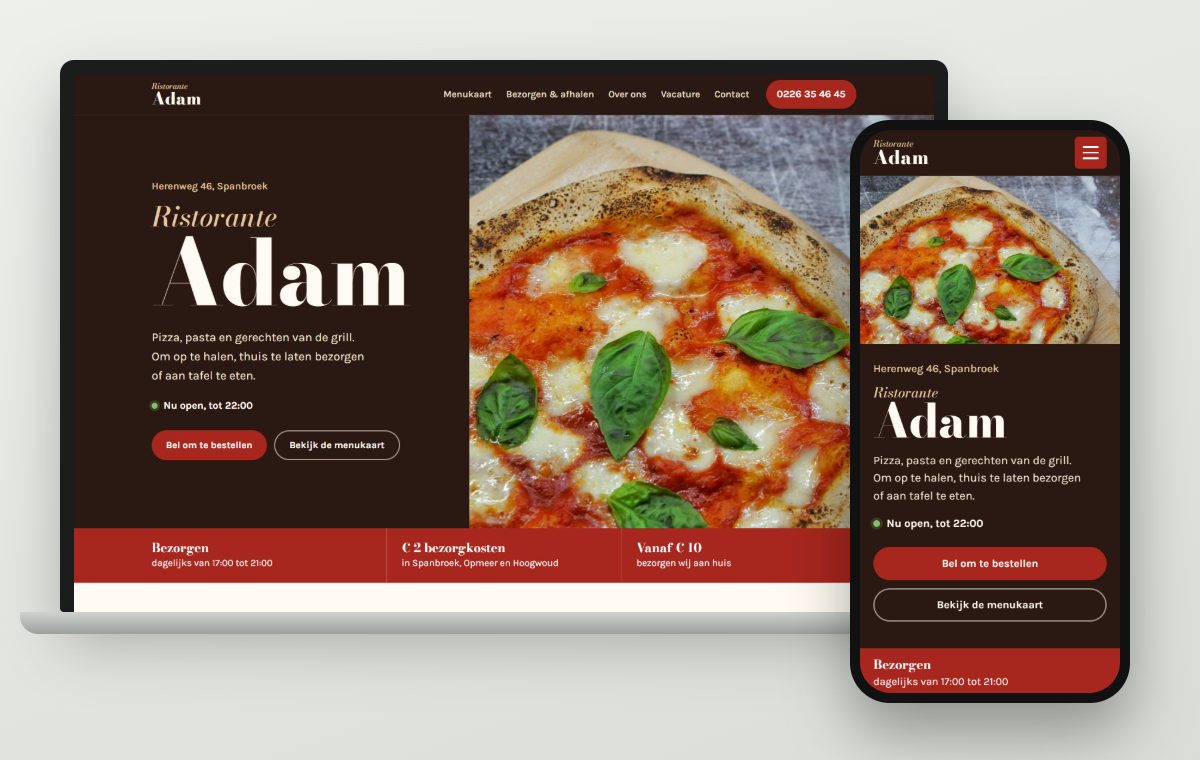 Ristorante
Adam
Menukaart Bezorgen & afhalen Over ons Vacature Contact 0226 35 46 45
Herenweg 46, Spanbroek
Ristorante
Adam
Pizza, pasta en gerechten van de grill.
Om op te halen, thuis te laten bezorgen
of aan tafel te eten.
Nu open, tot 22:00
Bel om te bestellen Bekijk de menukaart
Bezorgen
dagelijks van 17:00 tot 21:00
€ 2 bezorgkosten
in Spanbroek, Opmeer en Hoogwoud
Vanaf € 10
bezorgen wij aan huis
Ristorante
Adam
Herenweg 46, Spanbroek
Ristorante
Adam
Pizza, pasta en gerechten van de grill.
Om op te halen, thuis te laten bezorgen
of aan tafel te eten.
Nu open, tot 22:00
Bel om te bestellen
Bekijk de menukaart
Bezorgen
dagelijks van 17:00 tot 21:00